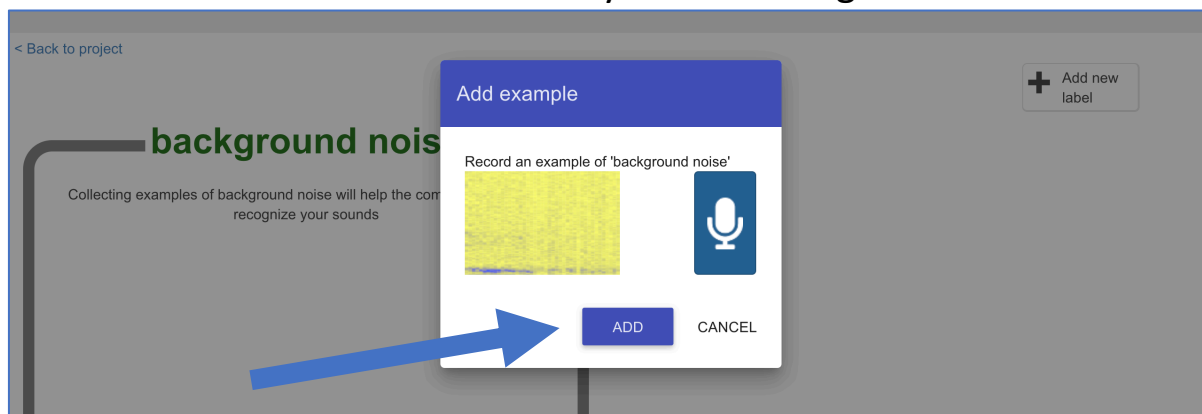 < Back to project
Add example
Add new
label
background nois
Record an example of 'background noise'
Collecting examples of background noise will help the com
recognize your sounds
ADD
CANCEL